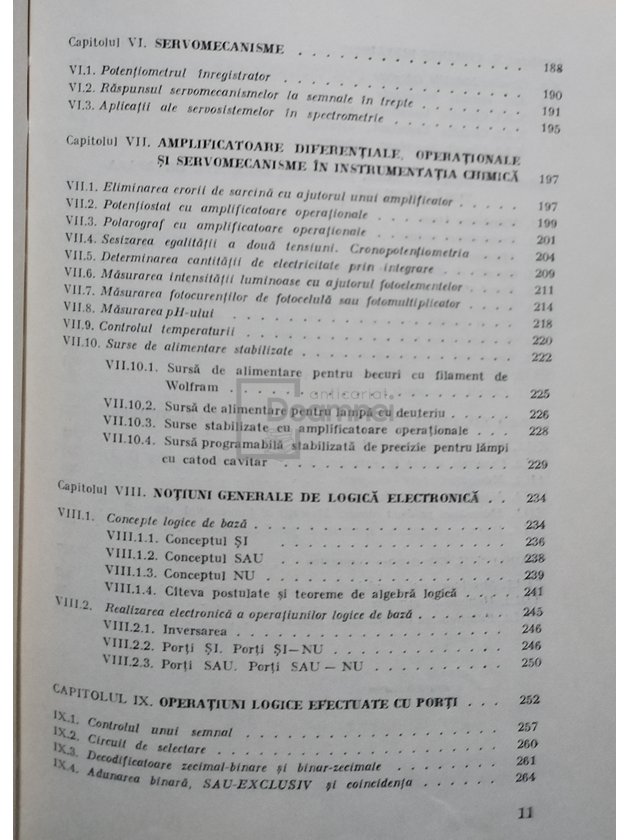 Capitolul VI. SERVOMECANISME . . . . . . . . . . . . 188
VI.1. Potențiometrul înregistrator . . . . . . . . . . . . 190
VI.2. Răspunsul servomecanismelor la semnale în trepte . . . . . 191
VI.3. Aplicații ale servosistemelor în spectrometrie . . . . . . 195
Capitolul VII. AMPLIFICATOARE DIFERENȚIALE, OPERAȚIONALE
ȘI SERVOMECANISME ÎN INSTRUMENTAȚIA CHIMICĂ 197
VII.1. Eliminarea erorii de sarcină cu ajutorul unui amplificator . . . . . 197
VII.2. Potențiostat cu amplificatoare operaționale . . . . . . . . 199
VII.3. Polarograf cu amplificatoare operaționale . . . . . . . . 201
VII.4. Sesizarea egalității a două tensiuni. Cronopotențiometria . . . . 204
VII.5. Determinarea cantității de electricitate prin integrare . . . . . 209
VII.6. Măsurarea intensității luminoase cu ajutorul fotoelementelor . . . . 211
VII.7. Măsurarea fotocurenților de fotocelulă sau fotomultiplicator . . . . 214
VII.8. Măsurarea pH-ului . . . . . . . . . . . . . . . 218
VII.9. Controlul temperaturii . . . . . . . . . . . . . . 220
VII.10. Surse de alimentare stabilizate . . . . . . . . . . . 222
VII.10.1. Sursă de alimentare pentru becuri cu filament de
Wolfram . . . . . . . . . . . . . . . 225
anticariat
Doamnei
VII.10.2. Sursă de alimentare pentru lampa cu deuteriu . . . . 226
VII.10.3. Surse stabilizate cu amplificatoare operaționale . . . 228
VII.10.4. Sursă programabilă stabilizată de precizie pentru lămpi
cu catod cavitar . . . . . . . . . . . . 229
Capitolul VIII. NOȚIUNI GENERALE DE LOGICĂ ELECTRONICĂ . . 234
VIII.1. Concepte logice de bază . . . . . . . . . . . . . 234
VIII.1.1. Conceptul ȘI . . . . . . . . . . . . . 236
VIII.1.2. Conceptul SAU . . . . . . . . . . . . . 238
VIII.1.3. Conceptul NU . . . . . . . . . . . . . 239
VIII.1.4. Cîteva postulate și teoreme de algebră logică . . . . 241
VIII.2. Realizarea electronică a operațiunilor logice de bază . . . . . 245
VIII.2.1. Inversarea . . . . . . . . . . . . . . 246
VIII.2.2. Porți ȘI. Porți ȘI—NU . . . . . . . . . . 246
VIII.2.3. Porți SAU. Porți SAU — NU . . . . . . . . 250
CAPITOLUL IX. OPERAȚIUNI LOGICE EFECTUATE CU PORȚI . . . 252
IX.1. Controlul unui semnal . . . . . . . . . . . . . 257
IX.2. Circuit de selectare . . . . . . . . . . . . . . 260
IX.3. Decodificatoare zecimal-binare și binar-zecimale . . . . . . 261
IX.4. Adunarea binară, SAU-EXCLUSIV și coincidența . . . . . . 264
11